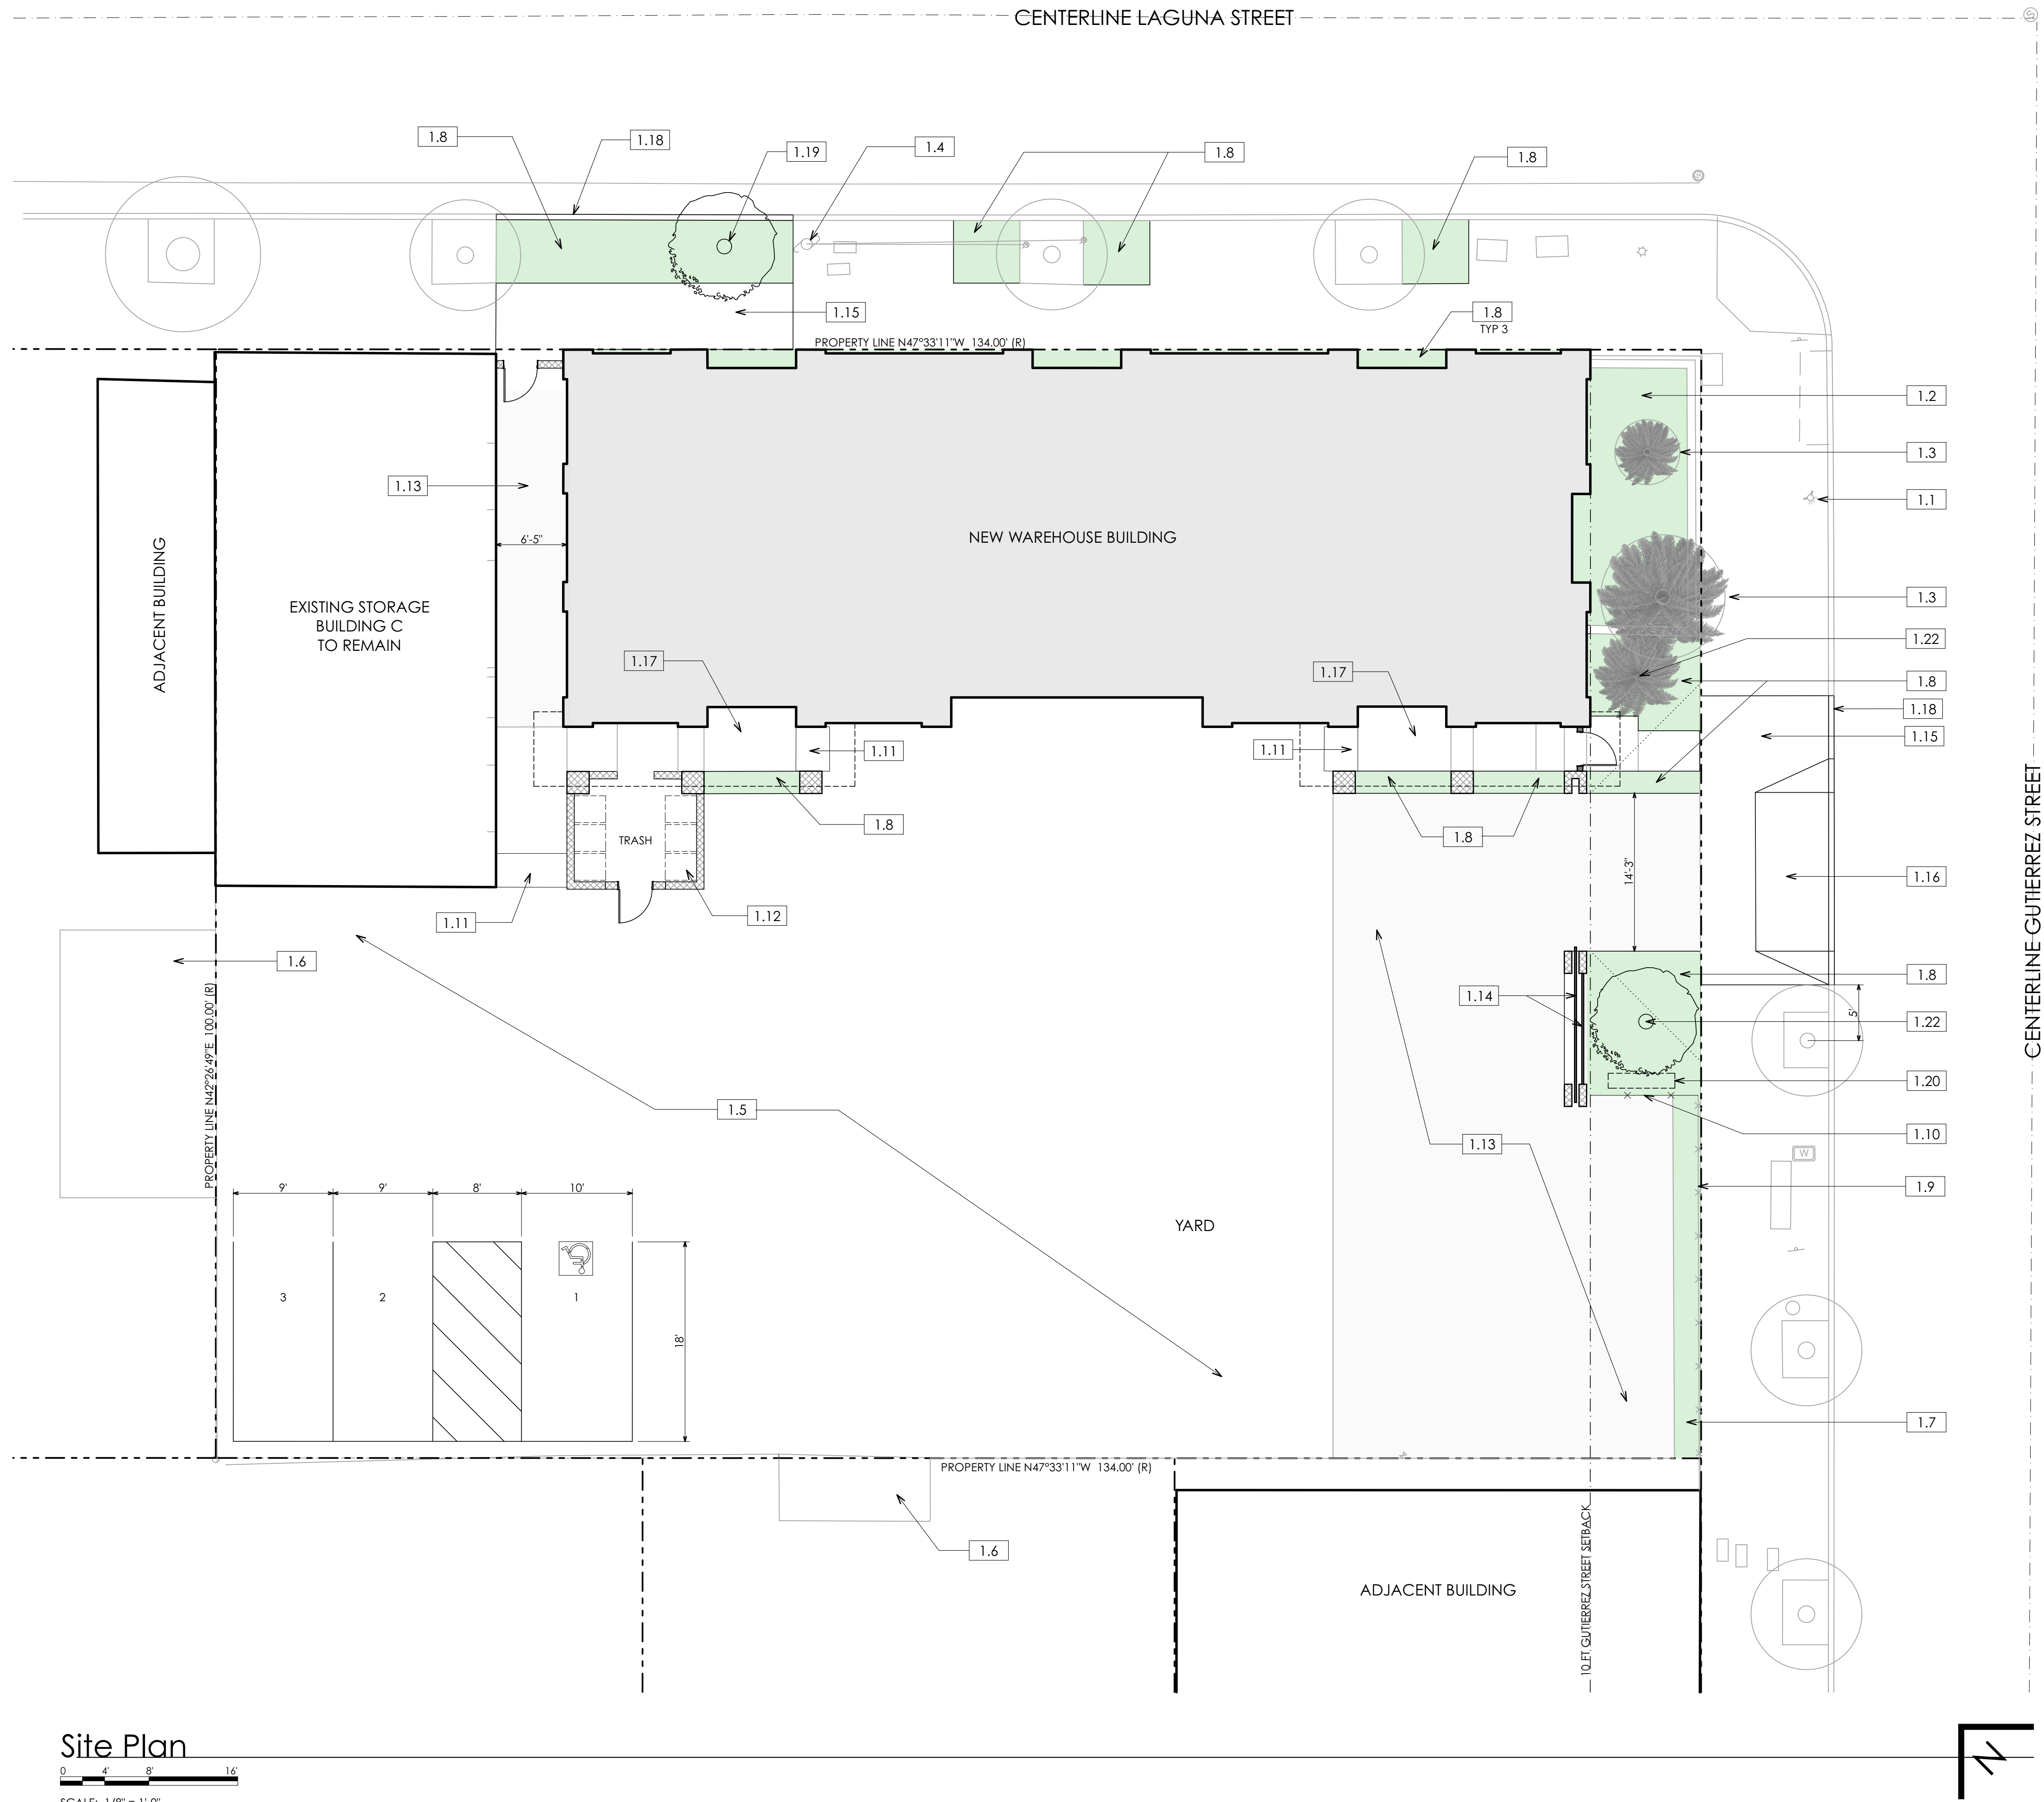 CENTERLINE LAGUNA STREET
1.8
1.18
1.19
1.4
1.8
1.8
1.15
1.8
TYP 3
PROPERTY LINE N47°33'11"W 134.00' (R)
1.2
1.3
1.13
1.1
6'-5"
NEW WAREHOUSE BUILDING
ADJACENT BUILDING
EXISTING STORAGE
BUILDING C
TO REMAIN
1.3
1.22
1.17
1.17
1.8
1.18
1.15
1.11
1.11
1.8
1.8
TRASH
14'-3"
1.16
1.11
1.12
CENTERLINE GUTIERREZ STREET
1.6
1.8
1.14
5'
1.22
PROPERTY LINE N42°26'49"E 100.00' (R)
1.20
1.5
1.10
1.13
W
1.9
9'
9'
8'
10'
YARD
3
2
1
18'
1.7
PROPERTY LINE N47°33'11"W 134.00' (R)
1.6
10 FT GUTIERREZ STREET SETBACK
ADJACENT BUILDING
Site Plan
0 4' 8' 16'
SCALE: 1/8" = 1'-0"
N